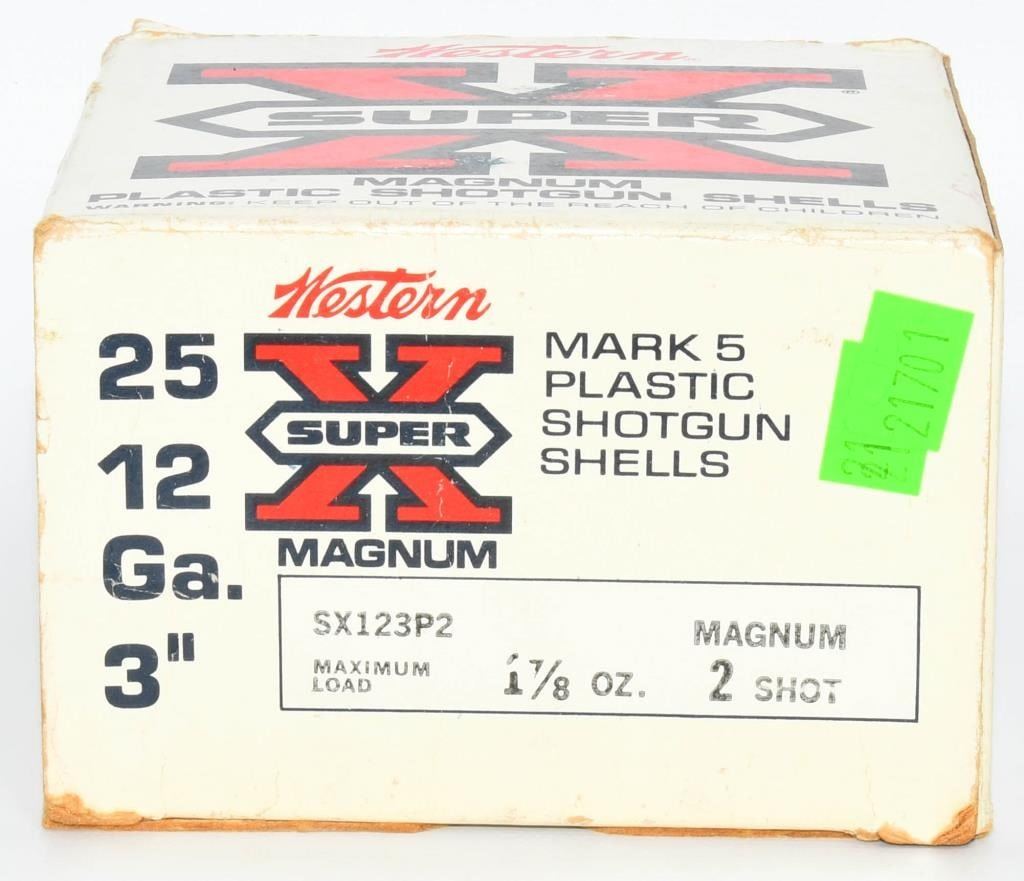 Western
X
SUPER
®
MAGNUM
PLASTIC SHOTGUN SHELLS
WARNING: KEEP OUT OF THE REACH OF CHILDREN
Western
25
12
Ga.
3"
X
SUPER
MAGNUM
MARK 5
PLASTIC
SHOTGUN
SHELLS
21701
SX123P2
MAGNUM
MAXIMUM
LOAD
1⅞ OZ.
2 SHOT